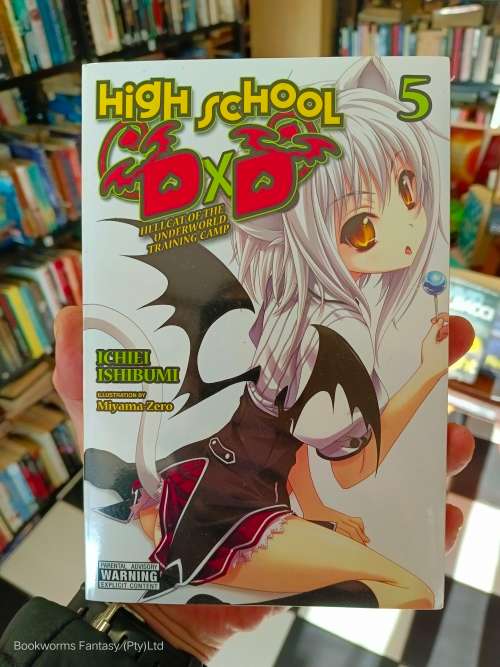 High School
5
DxD
HELLCAT OF THE
UNDERWORLD
TRAINING CAMP
ICHIEI
ISHIBUMI
ILLUSTRATION BY
Miyama-Zero
PARENTAL ADVISORY
WARNING
EXPLICIT CONTENT
Bookworms Fantasy (Pty)Ltd